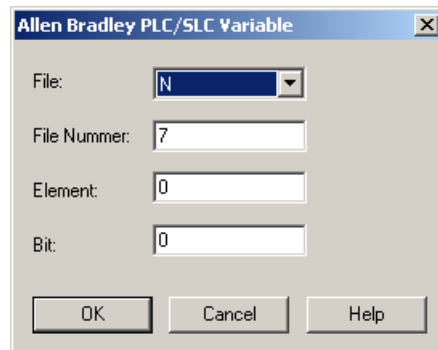 Allen Bradley PLC/SLC Variable
File: N
File Nummer: 7
Element: 0
Bit: 0
OK Cancel Help